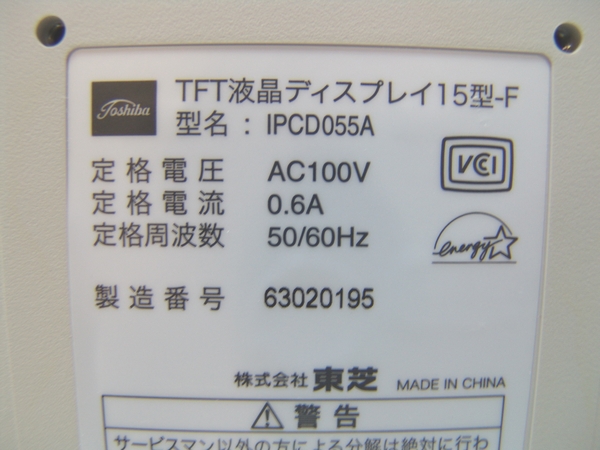 Toshiba
TFT液晶ディスプレイ15型-F
型名 : IPCD055A
定格電圧 AC100V
定格電流 0.6A
定格周波数 50/60Hz
VCCI
energy
製造番号 63020195
株式会社 東芝 MADE IN CHINA
警告
サービスマン以外の方による分解は絶対に行わ